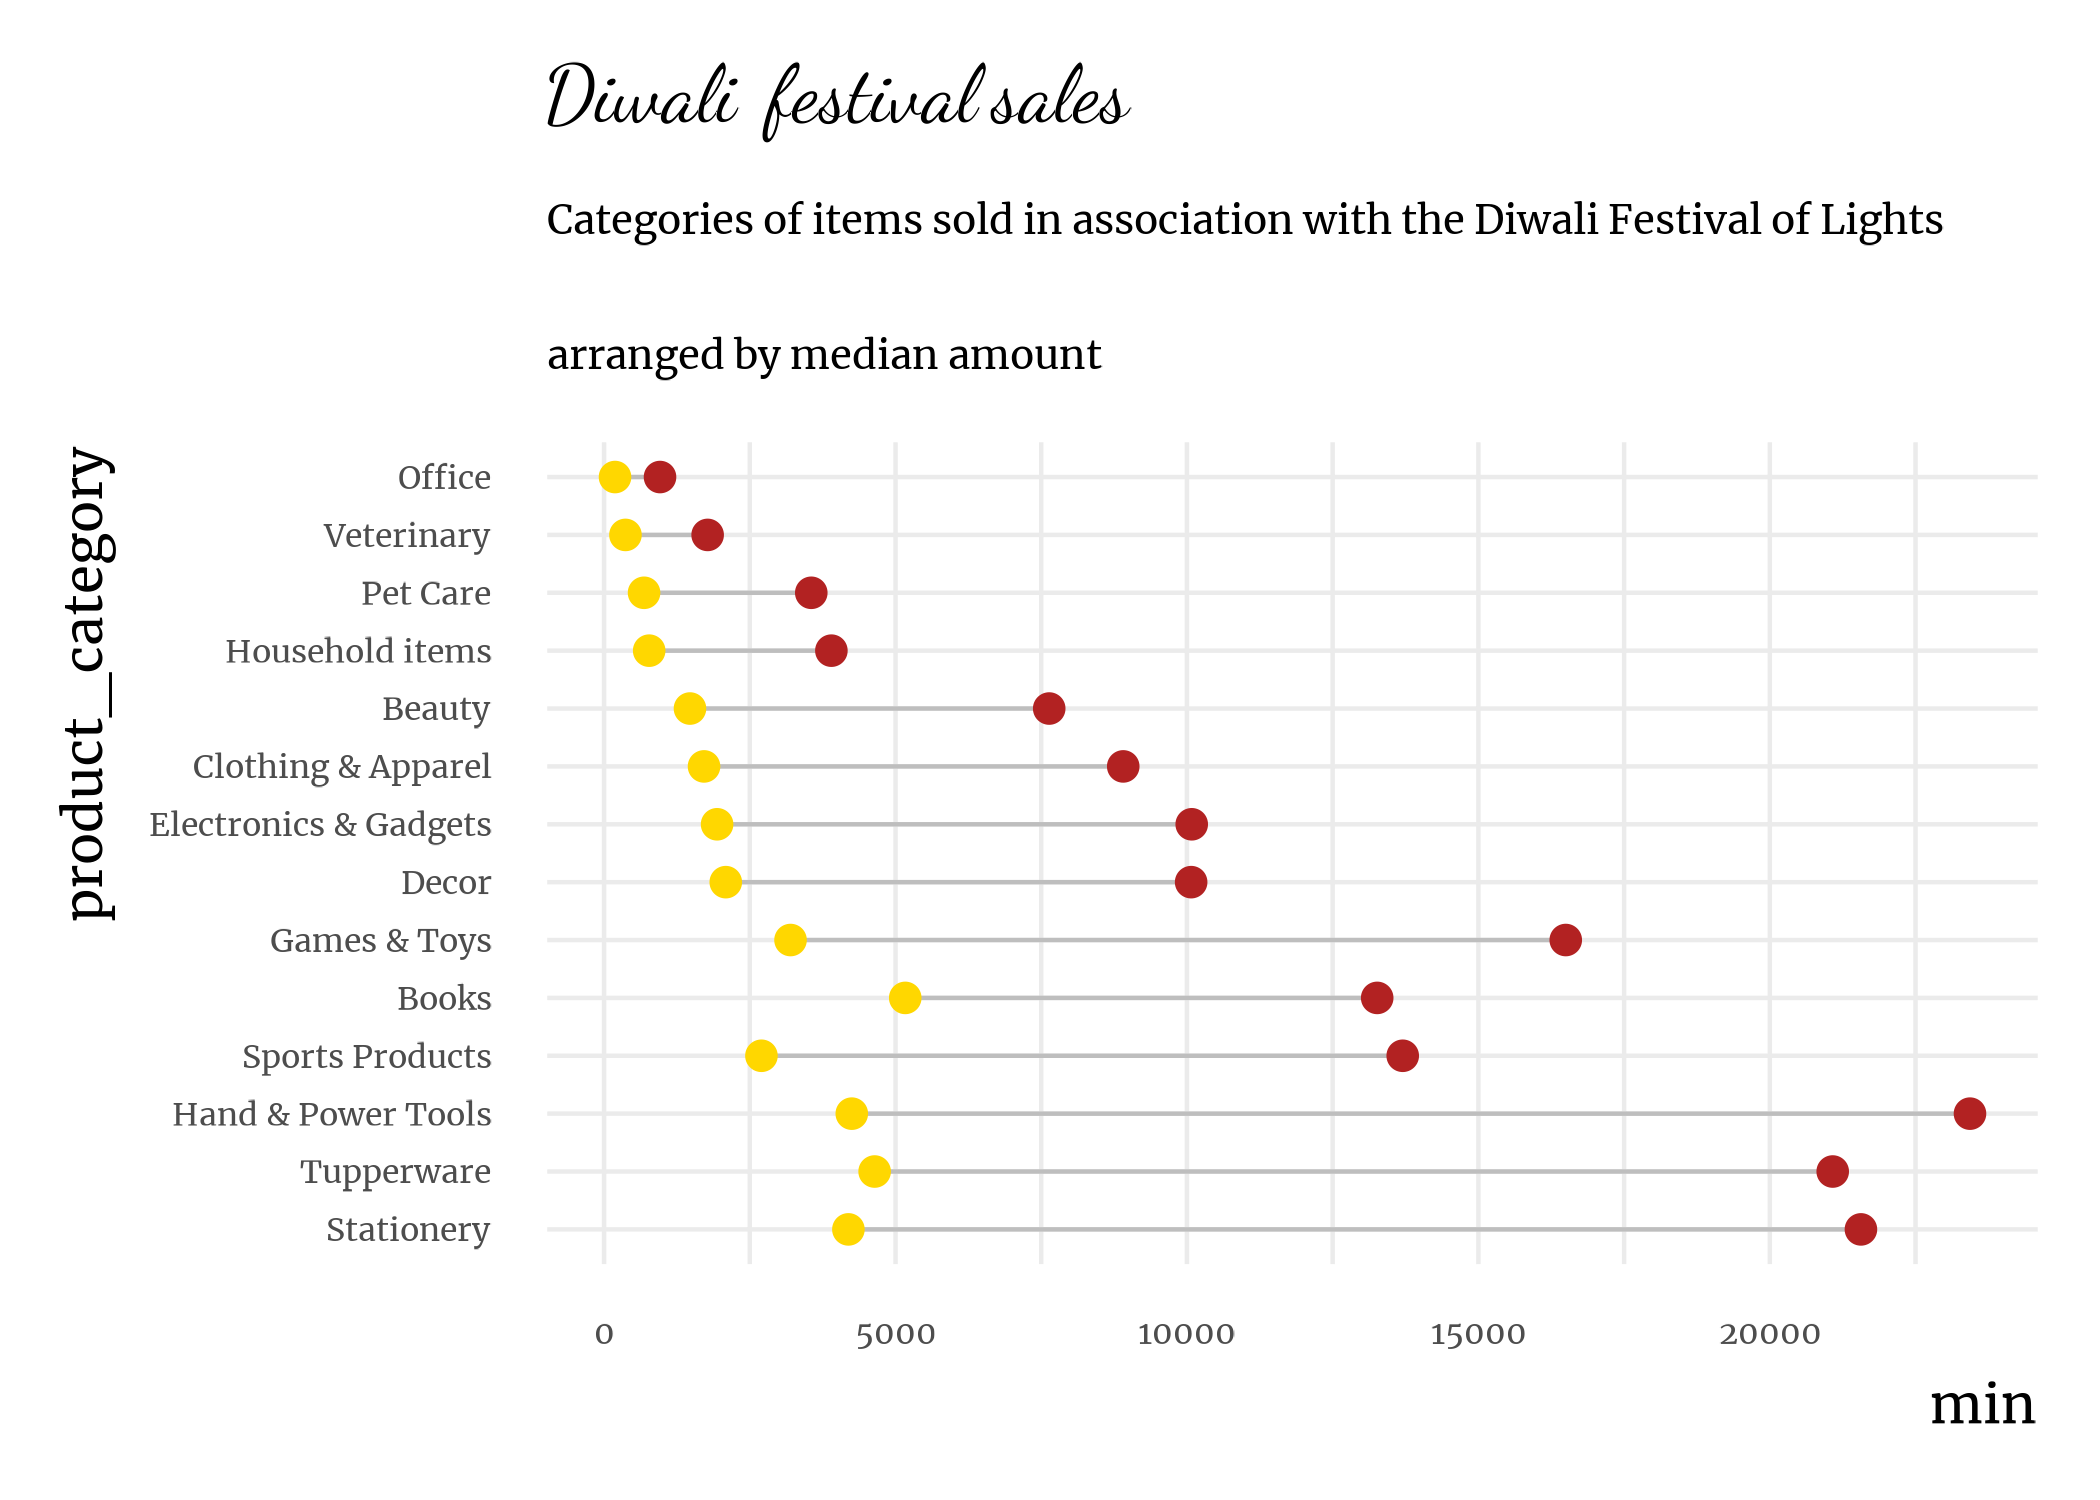 Diwali festival sales
Categories of items sold in association with the Diwali Festival of Lights
arranged by median amount
product_category
Office
Veterinary
Pet Care
Household items
Beauty
Clothing & Apparel
Electronics & Gadgets
Decor
Games & Toys
Books
Sports Products
Hand & Power Tools
Tupperware
Stationery
0 5000 10000 15000 20000
min